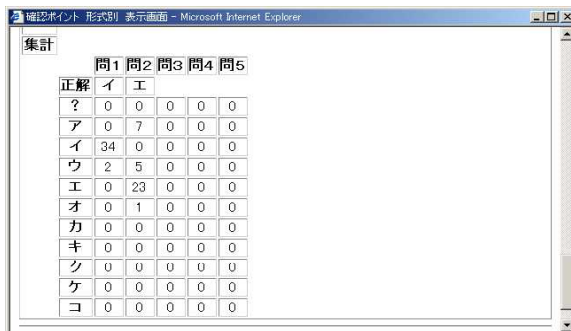 確認ポイント 形式別 表示画面 - Microsoft Internet Explorer
集計
問1 問2 問3 問4 問5
正解 イ エ
? 0 0 0 0 0
ア 0 7 0 0 0
イ 34 0 0 0 0
ウ 2 5 0 0 0
エ 0 23 0 0 0
オ 0 1 0 0 0
カ 0 0 0 0 0
キ 0 0 0 0 0
ク 0 0 0 0 0
ケ 0 0 0 0 0
コ 0 0 0 0 0